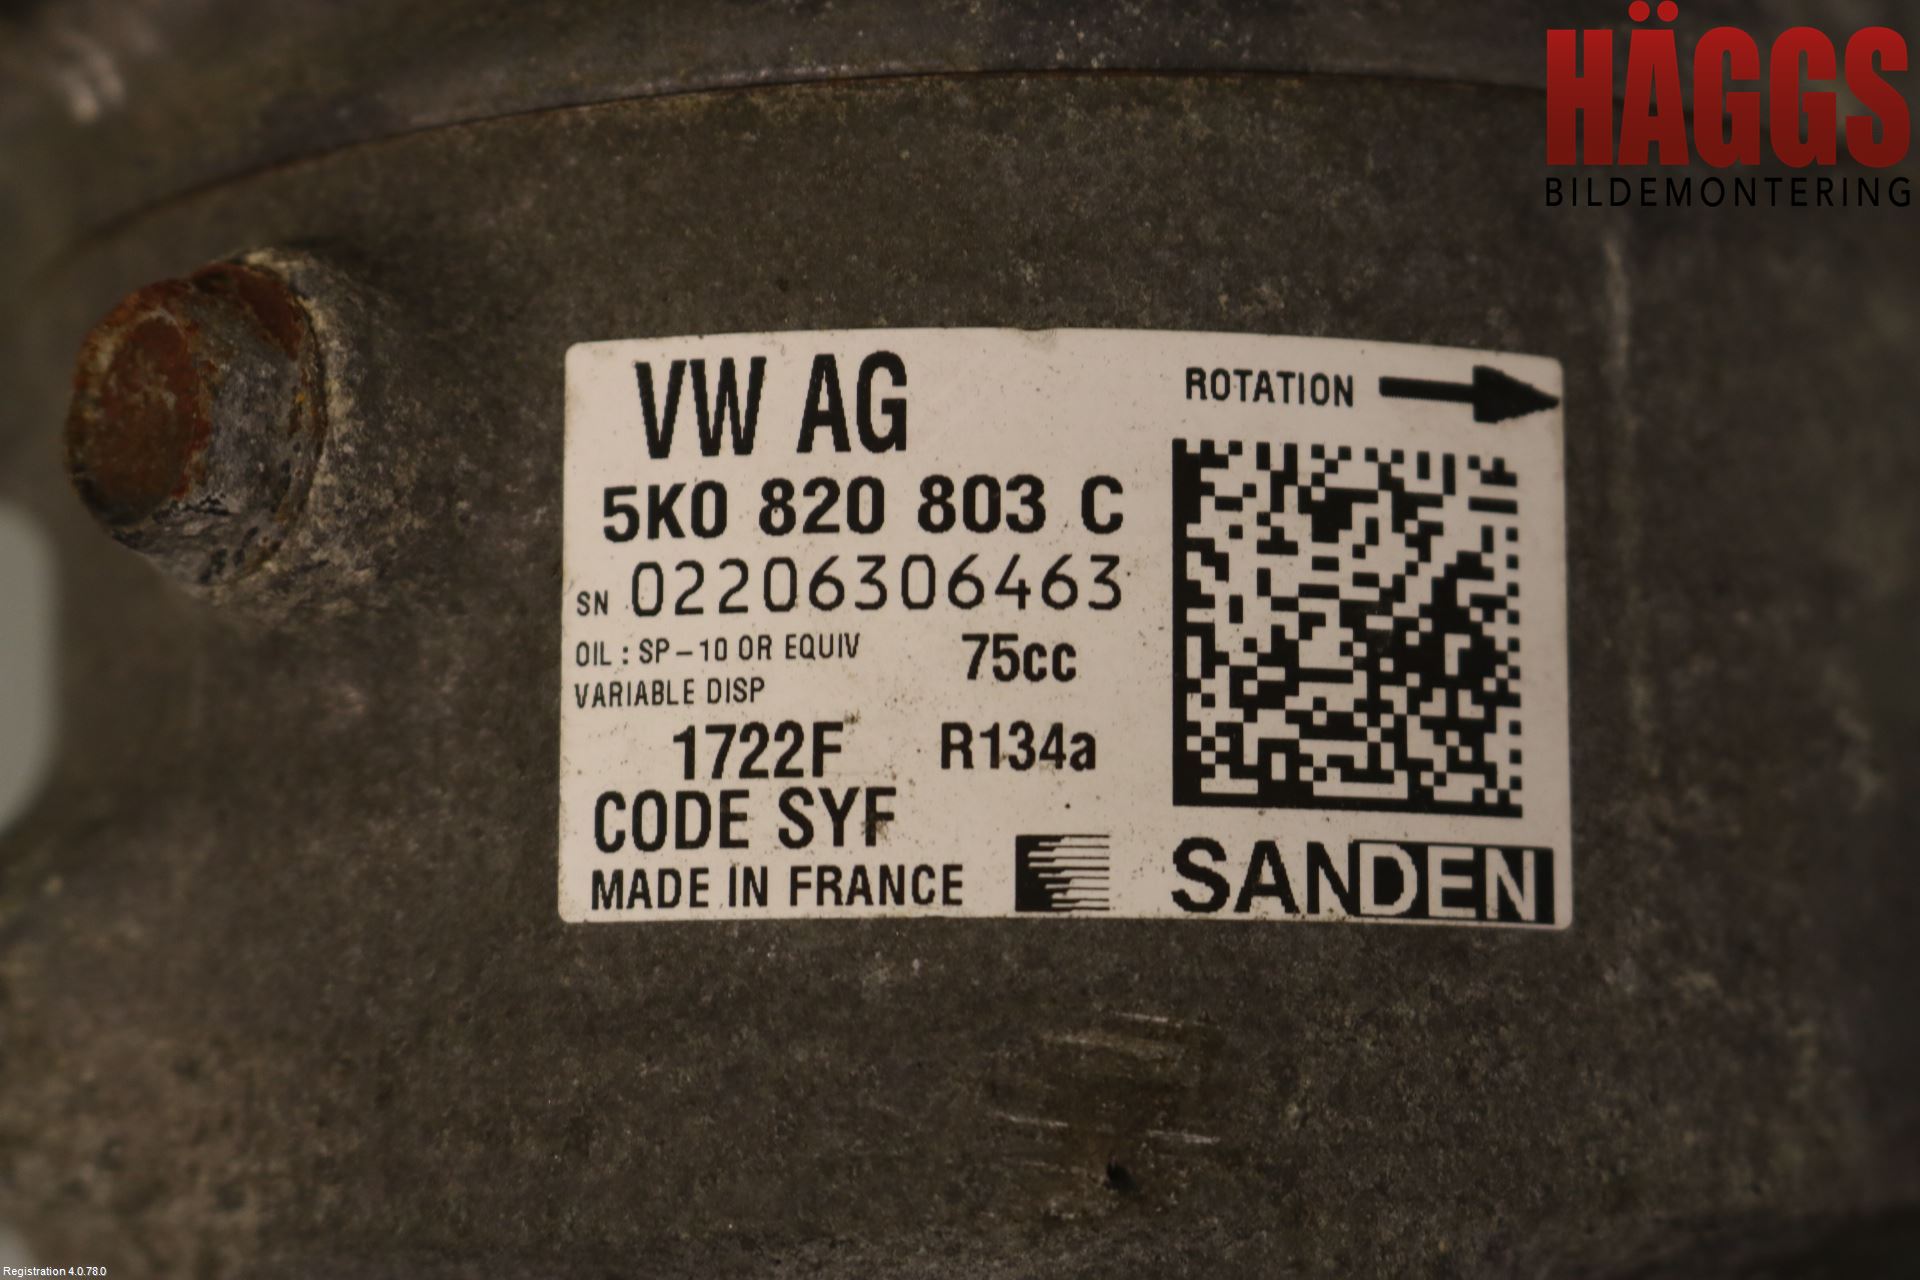 HÄGGS
BILDEMONTERING
VW AG
ROTATION
5K0 820 803 C
SN 02206306463
OIL : SP-10 OR EQUIV 75cc
VARIABLE DISP
1722F R134a
CODE SYF
MADE IN FRANCE
SANDEN
Registration 4.0.78.0